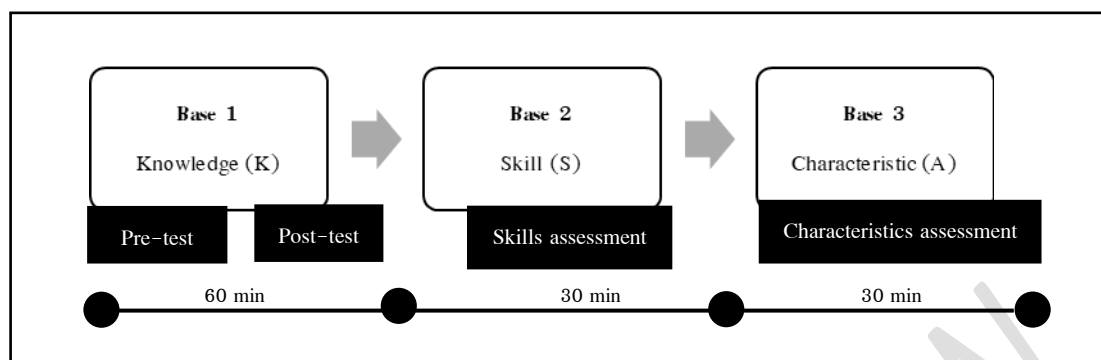 Base 1
Knowledge (K)
Pre-test
Post-test
Base 2
Skill (S)
Skills assessment
Base 3
Characteristic (A)
Characteristics assessment
60 min
30 min
30 min